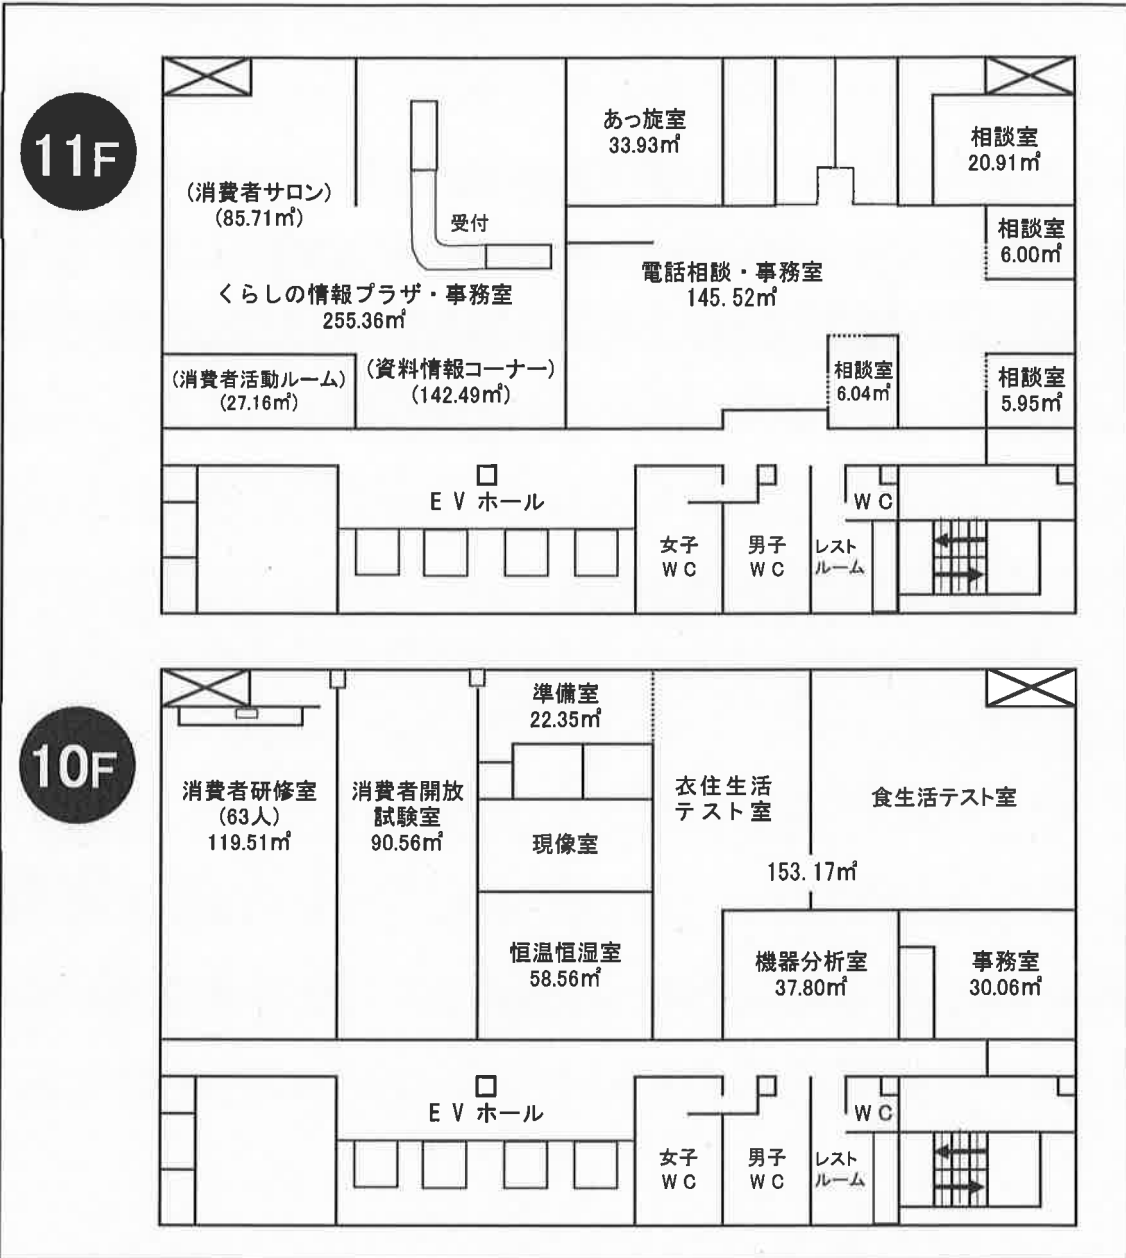 11F
あっ旋室
33.93㎡
相談室
20.91㎡
(消費者サロン)
(85.71㎡)
受付
相談室
6.00㎡
電話相談・事務室
145.52㎡
くらしの情報プラザ・事務室
255.36㎡
(消費者活動ルーム)
(27.16㎡)
(資料情報コーナー)
(142.49㎡)
相談室
6.04㎡
相談室
5.95㎡
EVホール
女子
WC
男子
WC
レスト
ルーム
WC
10F
準備室
22.35㎡
消費者研修室
(63人)
119.51㎡
消費者開放
試験室
90.56㎡
現像室
衣住生活
テスト室
食生活テスト室
153.17㎡
恒温恒湿室
58.56㎡
機器分析室
37.80㎡
事務室
30.06㎡
EVホール
女子
WC
男子
WC
レスト
ルーム
WC